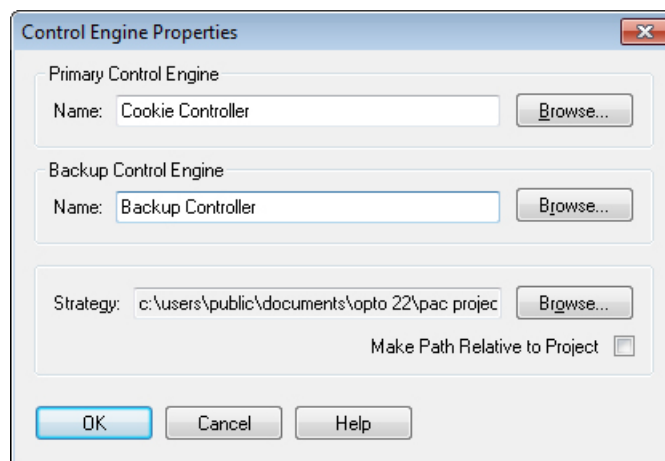 Control Engine Properties
Primary Control Engine
Name: Cookie Controller Browse...
Backup Control Engine
Name: Backup Controller Browse...
Strategy: c:\users\public\documents\opto 22\pac projec Browse...
Make Path Relative to Project
OK Cancel Help